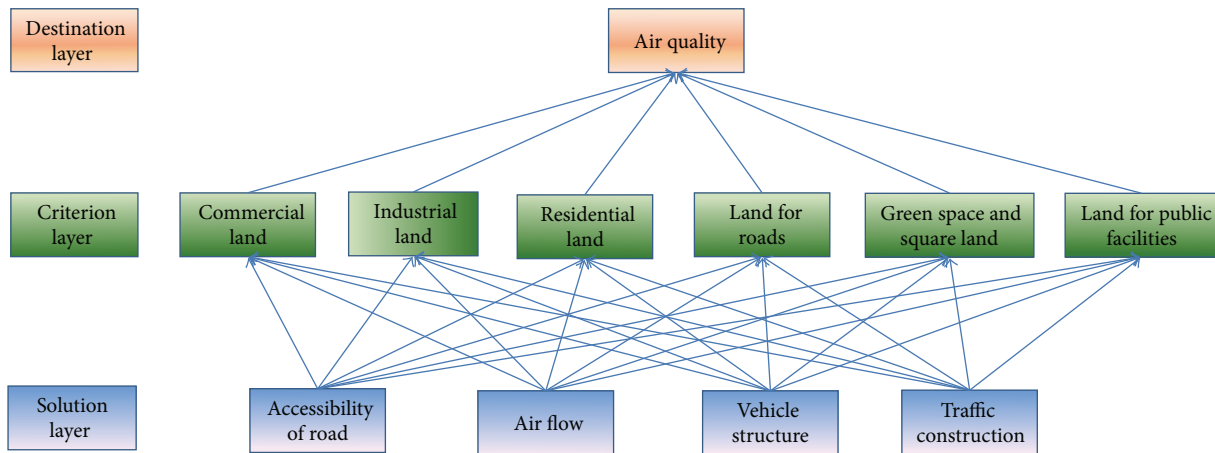 Destination
layer
Air quality
Criterion
layer
Commercial
land
Industrial
land
Residential
land
Land for
roads
Green space and
square land
Land for public
facilities
Solution
layer
Accessibility
of road
Air flow
Vehicle
structure
Traffic
construction